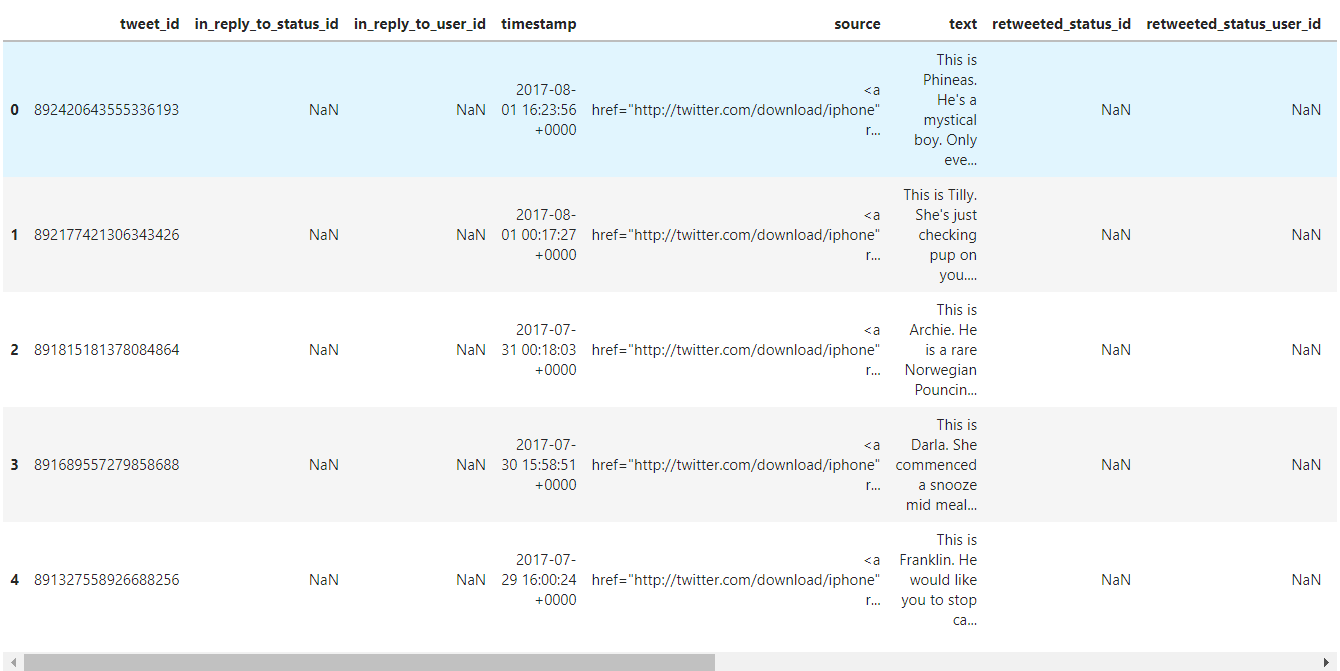 tweet_id in_reply_to_status_id in_reply_to_user_id timestamp source text retweeted_status_id retweeted_status_user_id
This is
Phineas.
2017-08- <a He's a
0 892420643555336193 NaN NaN 01 16:23:56 href="http://twitter.com/download/iphone" mystical NaN NaN
+0000 r... boy. Only
eve...
This is Tilly.
2017-08- <a She's just
1 892177421306343426 NaN NaN 01 00:17:27 href="http://twitter.com/download/iphone" checking NaN NaN
+0000 r... pup on
you....
This is
2017-07- <a Archie. He
2 891815181378084864 NaN NaN 31 00:18:03 href="http://twitter.com/download/iphone" is a rare NaN NaN
+0000 r... Norwegian
Pouncin...
This is
2017-07- <a Darla. She
3 891689557279858688 NaN NaN 30 15:58:51 href="http://twitter.com/download/iphone" commenced NaN NaN
+0000 r... a snooze
mid meal...
This is
2017-07- <a Franklin. He
4 891327558926688256 NaN NaN 29 16:00:24 href="http://twitter.com/download/iphone" would like NaN NaN
+0000 r... you to stop
ca...